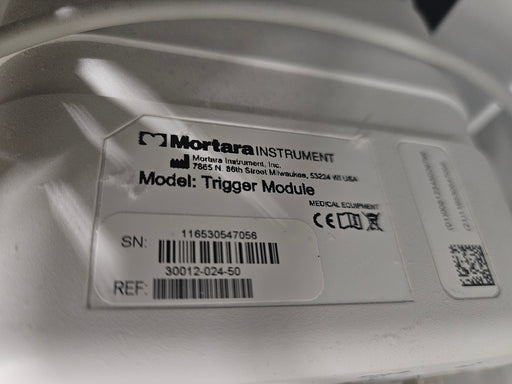 Mortara INSTRUMENT
Mortara Instrument, Inc.
7865 N. 86th Street Milwaukee, 53224 WI USA
Model: Trigger Module
MEDICAL EQUIPMENT
CE
SN: 116530547056
REF: 30012-024-50